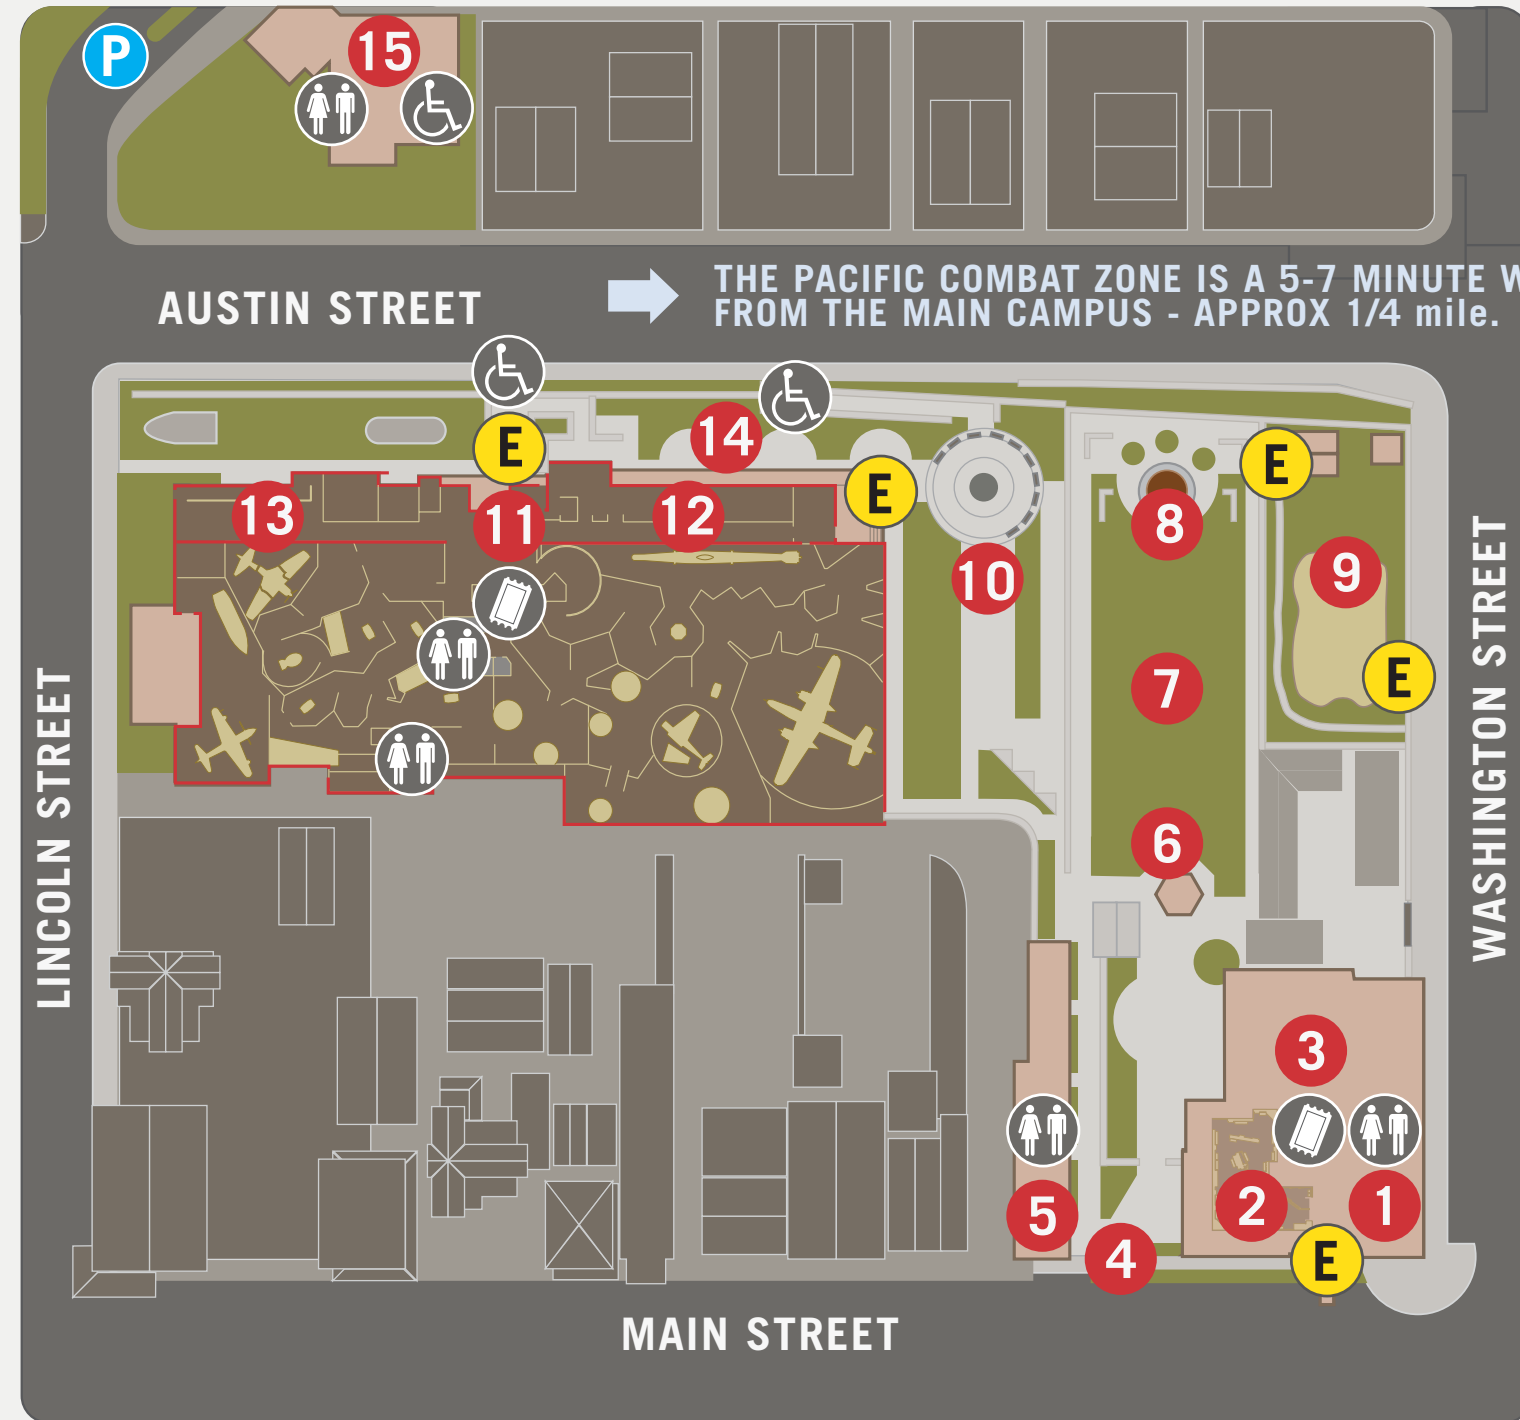 P
15
THE PACIFIC COMBAT ZONE IS A 5-7 MINUTE
FROM THE MAIN CAMPUS - APPROX 1/4 mile.
AUSTIN STREET
E
14
E
E
13
11
12
8
10
9
7
E
6
LINCOLN STREET
WASHINGTON STREET
3
5
2
1
4
E
MAIN STREET